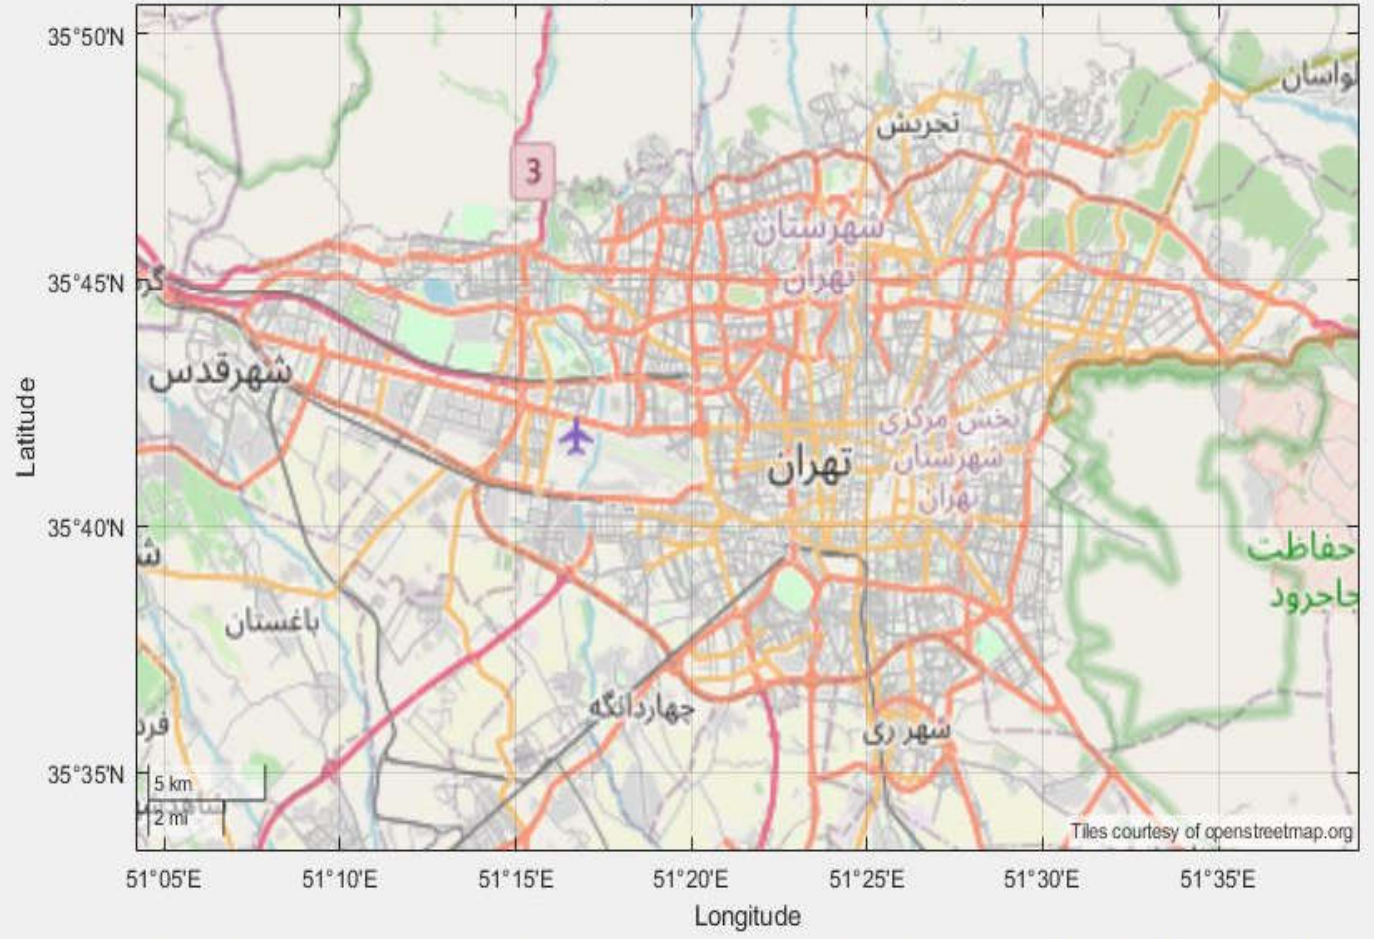 35°50'N
35°45'N
35°40'N
35°35'N
Latitude
لواسان
تجریش
3
شهرستان
تهران
شهرقدس
بخش مرکزی
شهرستان
تهران
تهران
حفاظت
جاجرود
باغستان
چهاردانگه
شهر ری
فرد
5 km
2 mi
Tiles courtesy of openstreetmap.org
51°05'E
51°10'E
51°15'E
51°20'E
51°25'E
51°30'E
51°35'E
Longitude